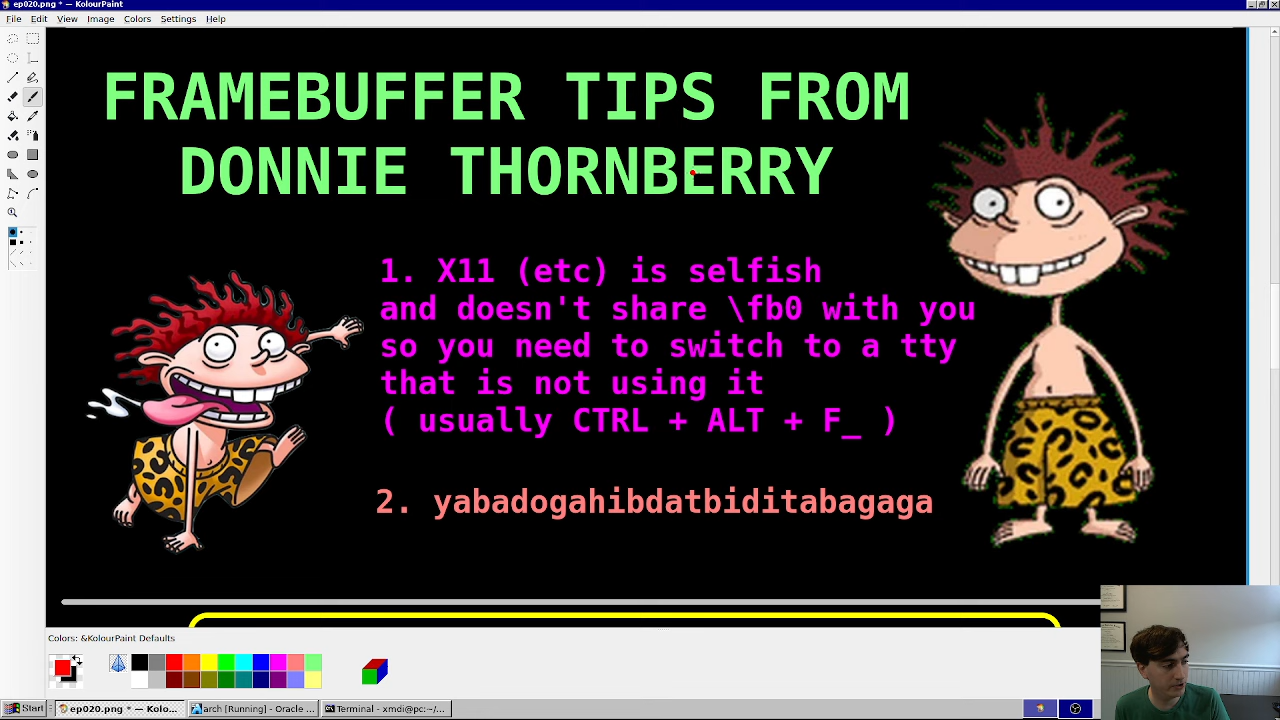 ep020.png * — KolourPaint
File Edit View Image Colors Settings Help
FRAMEBUFFER TIPS FROM
DONNIE THORNBERRY
1. X11 (etc) is selfish
and doesn't share \fb0 with you
so you need to switch to a tty
that is not using it
( usually CTRL + ALT + F_ )
2. yabadogahibdatbiditabagaga
Colors: &KolourPaint Defaults
Start ep020.png * — Kolo... arch [Running] - Oracle ... Terminal - xmdi@pc:~/...